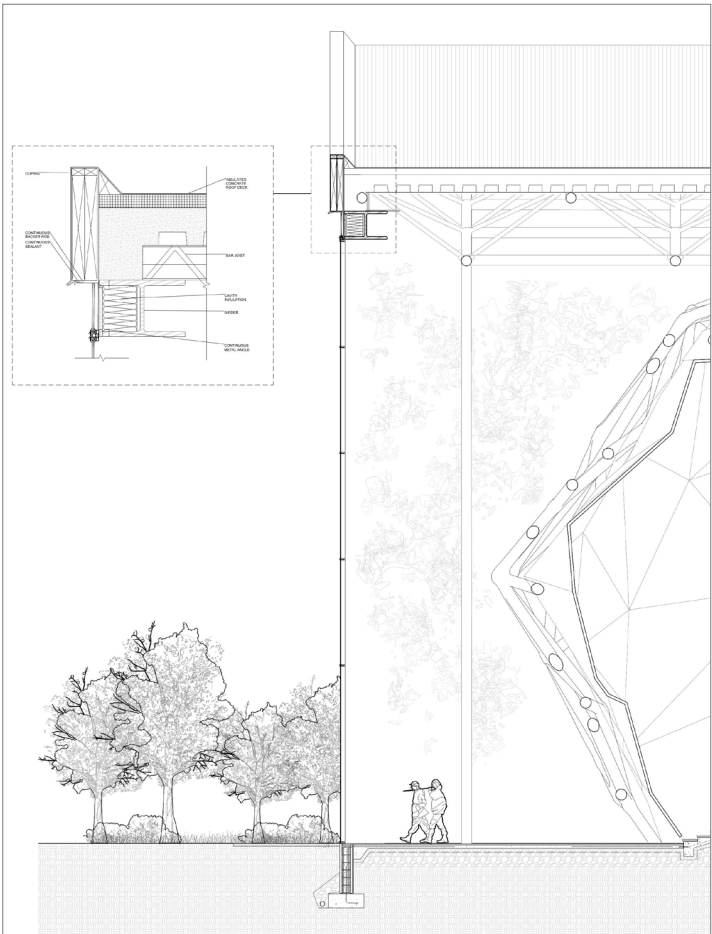 COPING
INSULATED
CONCRETE
ROOF DECK
CONTINUOUS
BACKER ROD
CONTINUOUS
SEALANT
BAR JOIST
CAVITY
INSULATION
GIRDER
CONTINUOUS
METAL ANGLE